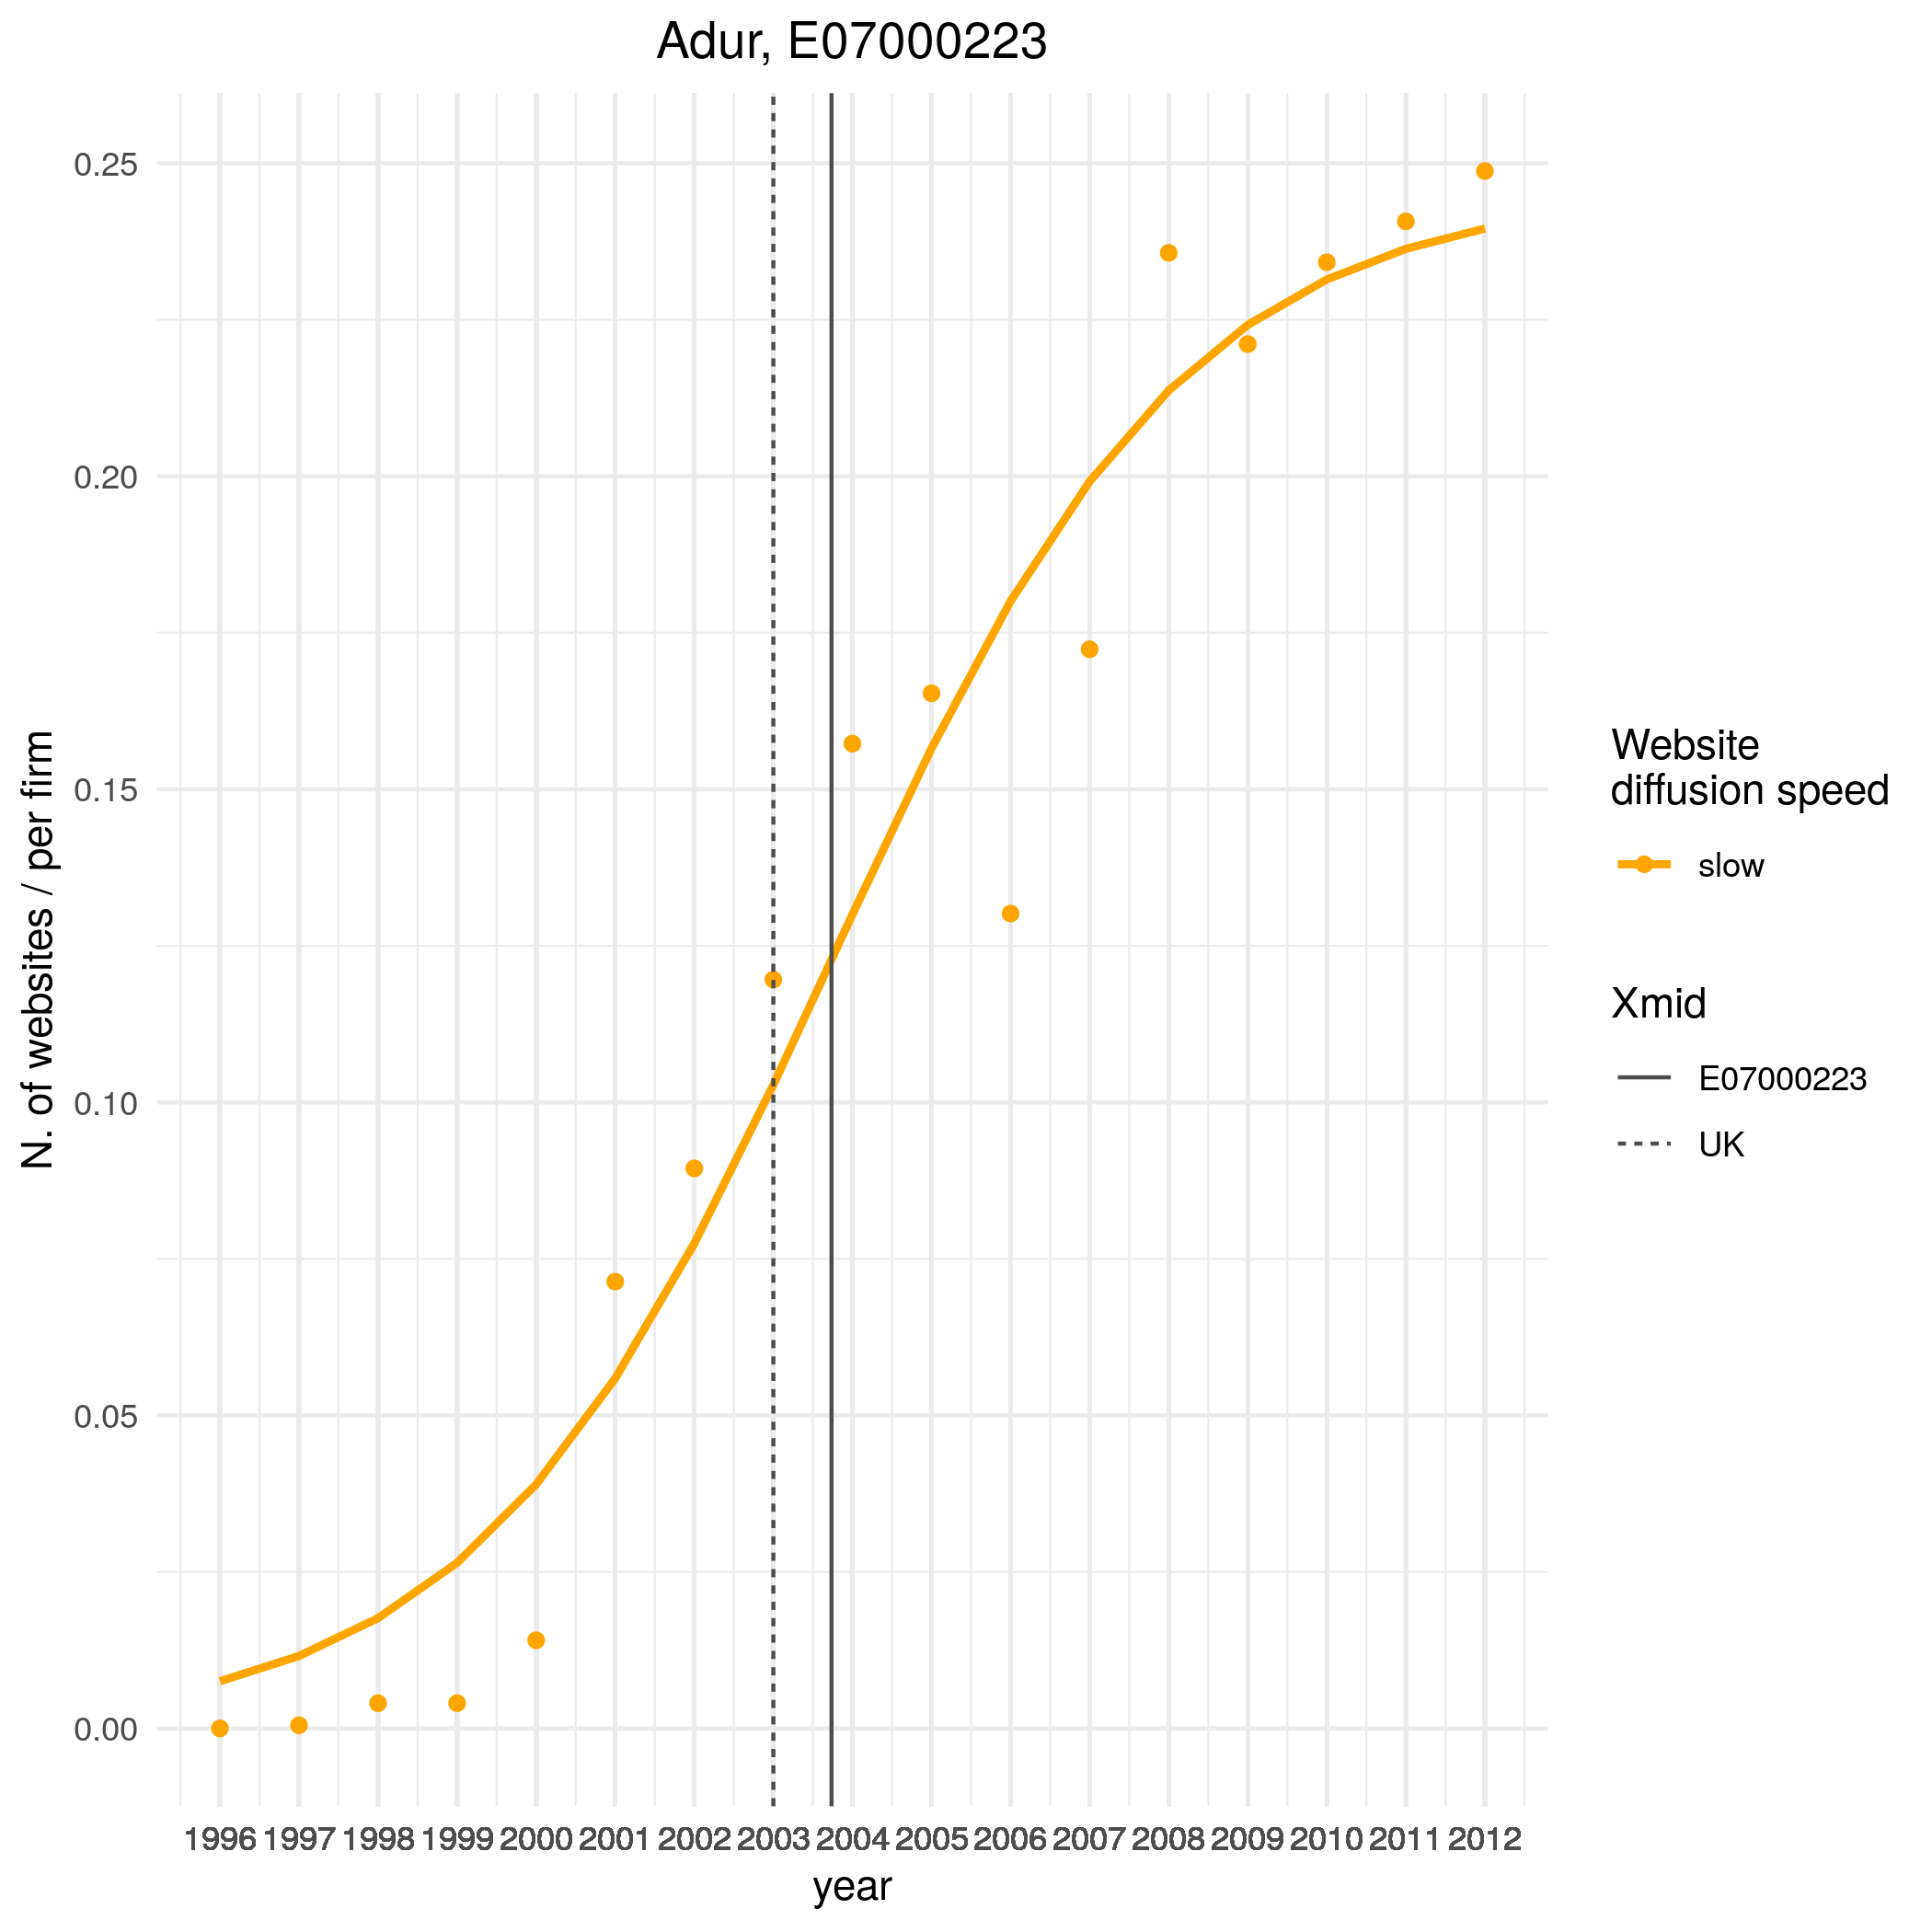 Adur, E07000223
N. of websites / per firm
0.25
0.20
0.15
0.10
0.05
0.00
1996 1997 1998 1999 2000 2001 2002 2003 2004 2005 2006 2007 2008 2009 2010 2011 2012
year
Website
diffusion speed
slow
Xmid
E07000223
UK